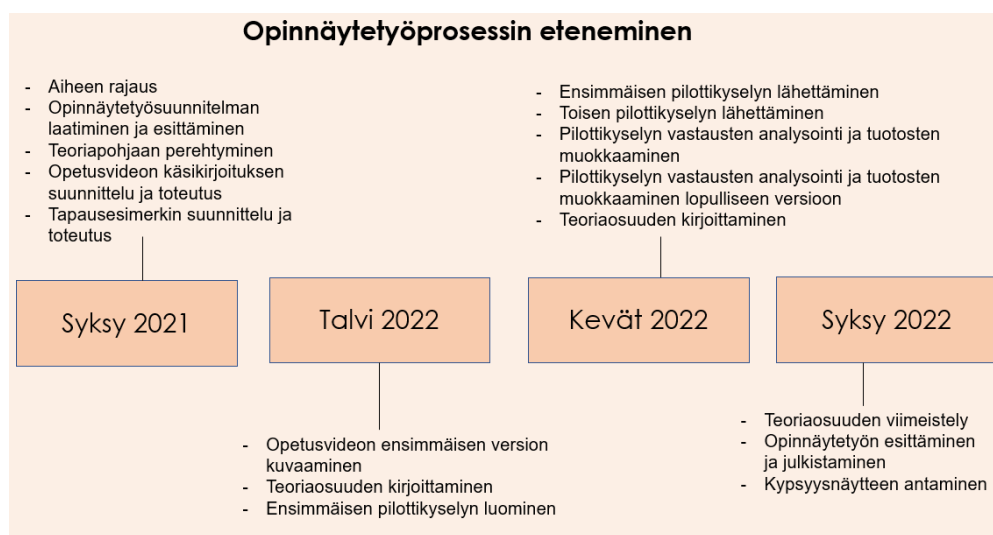 Opinnäytetyöprosessin eteneminen
- Aiheen rajaus
- Opinnäytetyösuunnitelman
laatiminen ja esittäminen
- Teoriapohjaan perehtyminen
- Opetusvideon käsikirjoituksen
suunnittelu ja toteutus
- Tapausesimerkin suunnittelu ja
toteutus
Syksy 2021
Talvi 2022
- Opetusvideon ensimmäisen version
kuvaaminen
- Teoriaosuuden kirjoittaminen
- Ensimmäisen pilottikyselyn luominen
- Ensimmäisen pilottikyselyn lähettäminen
- Toisen pilottikyselyn lähettäminen
- Pilottikyselyn vastausten analysointi ja tuotosten
muokkaaminen
- Pilottikyselyn vastausten analysointi ja tuotosten
muokkaaminen lopulliseen versioon
- Teoriaosuuden kirjoittaminen
Kevät 2022
Syksy 2022
- Teoriaosuuden viimeistely
- Opinnäytetyön esittäminen
ja julkistaminen
- Kypsyysnäytteen antaminen